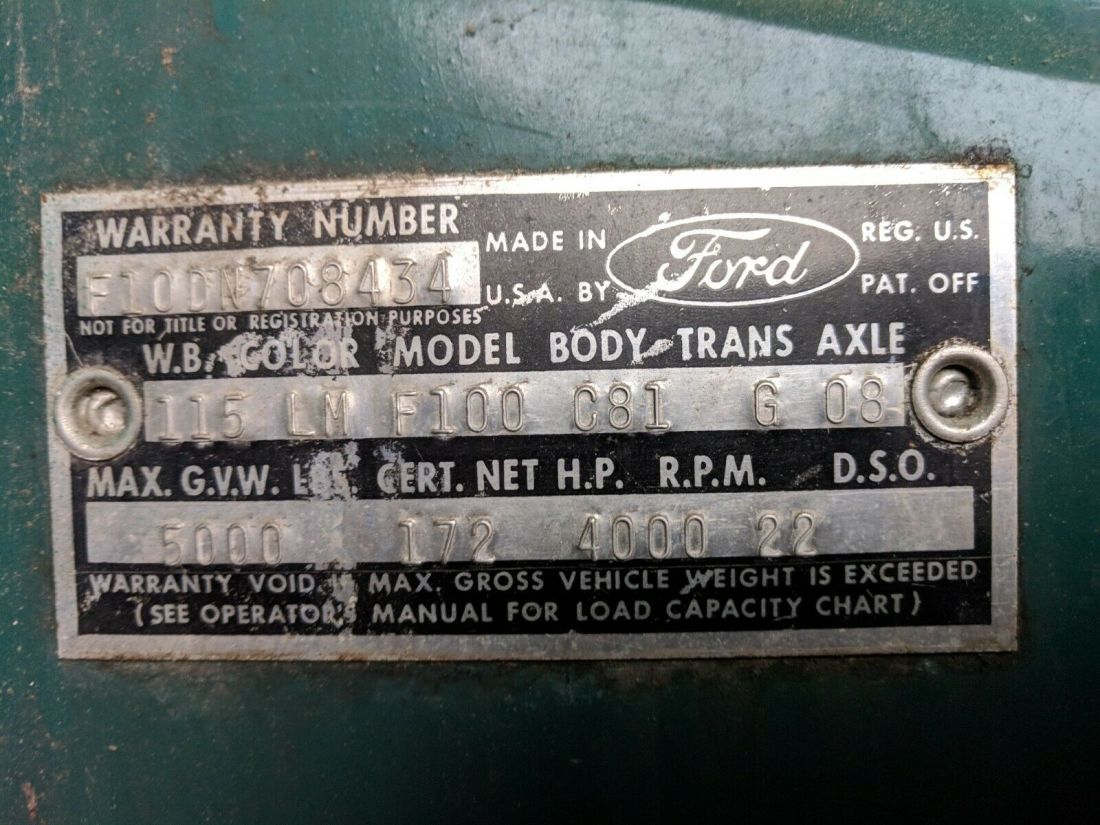 WARRANTY NUMBER
F10DN708434
NOT FOR TITLE OR REGISTRATION PURPOSES
MADE IN
U.S.A. BY
Ford
REG. U.S.
PAT. OFF
W.B. COLOR MODEL BODY TRANS AXLE
115 LM F100 C81 G 08
MAX. G.V.W. LBS. CERT. NET H.P. R.P.M. D.S.O.
5000 172 4000 22
WARRANTY VOID IF MAX. GROSS VEHICLE WEIGHT IS EXCEEDED
(SEE OPERATOR'S MANUAL FOR LOAD CAPACITY CHART)